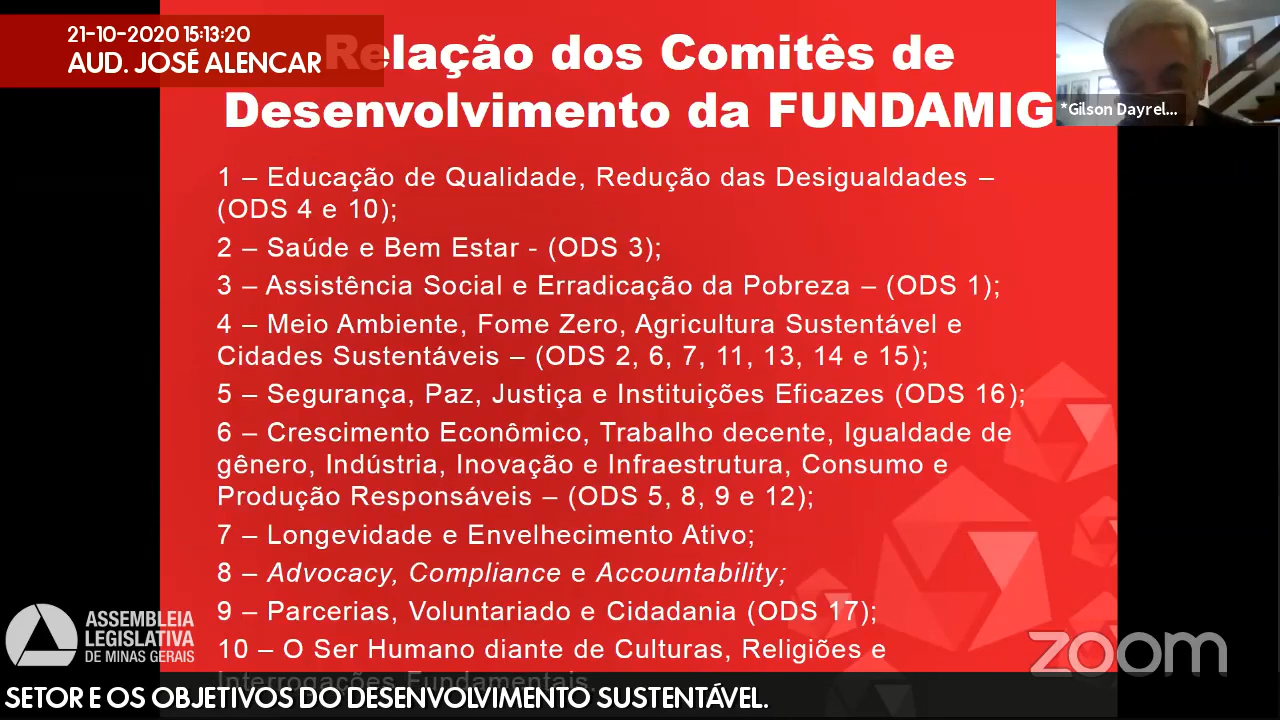 21-10-2020 15:13:20
AUD. JOSÉ ALENCAR
Relação dos Comitês de
Desenvolvimento da FUNDAMIG
*Gilson Dayrel...
1 – Educação de Qualidade, Redução das Desigualdades –
(ODS 4 e 10);
2 – Saúde e Bem Estar - (ODS 3);
3 – Assistência Social e Erradicação da Pobreza – (ODS 1);
4 – Meio Ambiente, Fome Zero, Agricultura Sustentável e
Cidades Sustentáveis – (ODS 2, 6, 7, 11, 13, 14 e 15);
5 – Segurança, Paz, Justiça e Instituições Eficazes (ODS 16);
6 – Crescimento Econômico, Trabalho decente, Igualdade de
gênero, Indústria, Inovação e Infraestrutura, Consumo e
Produção Responsáveis – (ODS 5, 8, 9 e 12);
7 – Longevidade e Envelhecimento Ativo;
8 – Advocacy, Compliance e Accountability;
9 – Parcerias, Voluntariado e Cidadania (ODS 17);
10 – O Ser Humano diante de Culturas, Religiões e
Interrogações Fundamentais.
ASSEMBLEIA
LEGISLATIVA
DE MINAS GERAIS
zoom
SETOR E OS OBJETIVOS DO DESENVOLVIMENTO SUSTENTÁVEL.